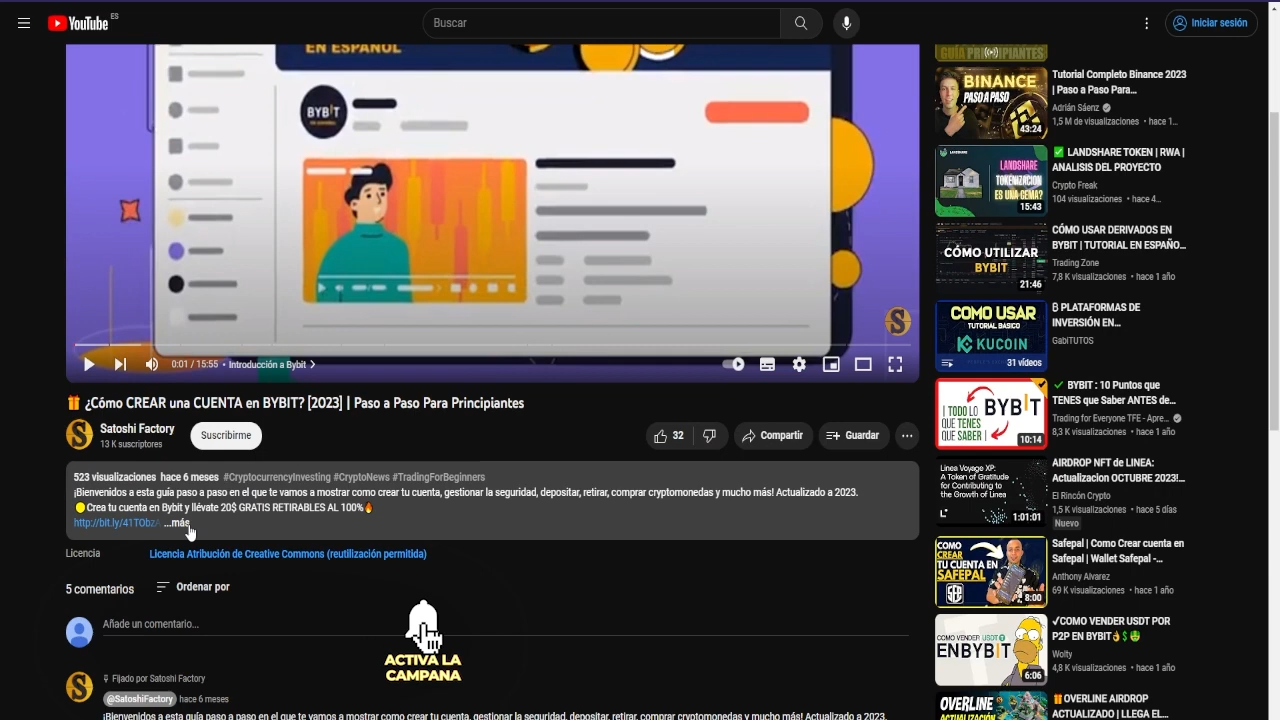 YouTube ES
Buscar
Iniciar sesión
EN ESPAÑOL
BYBIT
S
0:01 / 15:55 • Introducción a Bybit
🎁 ¿Cómo CREAR una CUENTA en BYBIT? [2023] | Paso a Paso Para Principiantes
Satoshi Factory
13 K suscriptores
Suscribirme
32
Compartir
Guardar
523 visualizaciones hace 6 meses #CryptocurrencyInvesting #CryptoNews #TradingForBeginners
¡Bienvenidos a esta guía paso a paso en el que te vamos a mostrar como crear tu cuenta, gestionar la seguridad, depositar, retirar, comprar cryptomonedas y mucho más! Actualizado a 2023.
🟡Crea tu cuenta en Bybit y llévate 20$ GRATIS RETIRABLES AL 100%🔥
http://bit.ly/41TObz ...más
Licencia
Licencia Atribución de Creative Commons (reutilización permitida)
5 comentarios
Ordenar por
Añade un comentario...
ACTIVA LA
CAMPANA
Fijado por Satoshi Factory
@SatoshiFactory hace 6 meses
¡Bienvenidos a esta guía paso a paso en el que te vamos a mostrar como crear tu cuenta, gestionar la seguridad, depositar, retirar, comprar cryptomonedas y mucho más! Actualizado a 2023.
GUÍA PRINCIPIANTES
BINANCE
PASO A PASO
43:24
Tutorial Completo Binance 2023
| Paso a Paso Para...
Adrián Sáenz
1,5 M de visualizaciones • hace 1...
LANDSHARE
LANDSHARE
TOKENIZACION
ES UNA GEMA?
15:43
✅ LANDSHARE TOKEN | RWA |
ANALISIS DEL PROYECTO
Crypto Freak
104 visualizaciones • hace 4...
CÓMO UTILIZAR
BYBIT
21:46
CÓMO USAR DERIVADOS EN
BYBIT | TUTORIAL EN ESPAÑO...
Trading Zone
7,8 K visualizaciones • hace 1 año
COMO USAR
TUTORIAL BASICO
KUCOIN
31 vídeos
₿ PLATAFORMAS DE
INVERSIÓN EN...
GabiTUTOS
| TODO LO
QUE TENES
QUE SABER |
BYBIT
10:14
✔ BYBIT : 10 Puntos que
TENES que Saber ANTES de...
Trading for Everyone TFE - Apre...
8,3 K visualizaciones • hace 1 año
Linea Voyage XP:
A Token of Gratitude
for Contributing to
the Growth of Linea
1:01:01
AIRDROP NFT de LINEA:
Actualizacion OCTUBRE 2023!...
El Rincón Crypto
1,5 K visualizaciones • hace 5 días
Nuevo
COMO
CREAR
TU CUENTA EN
SAFEPAL
8:00
Safepal | Como Crear cuenta en
Safepal | Wallet Safepal -...
Anthony Alvarez
69 K visualizaciones • hace 1 año
COMO VENDER USDT
ENBYBIT
6:06
✔COMO VENDER USDT POR
P2P EN BYBIT👌💲🤑
Wolty
4,8 K visualizaciones • hace 1 año
OVERLINE
ACTUALIZACIÓN
🎁OVERLINE AIRDROP
ACTUALIZADO | LLEGA EL